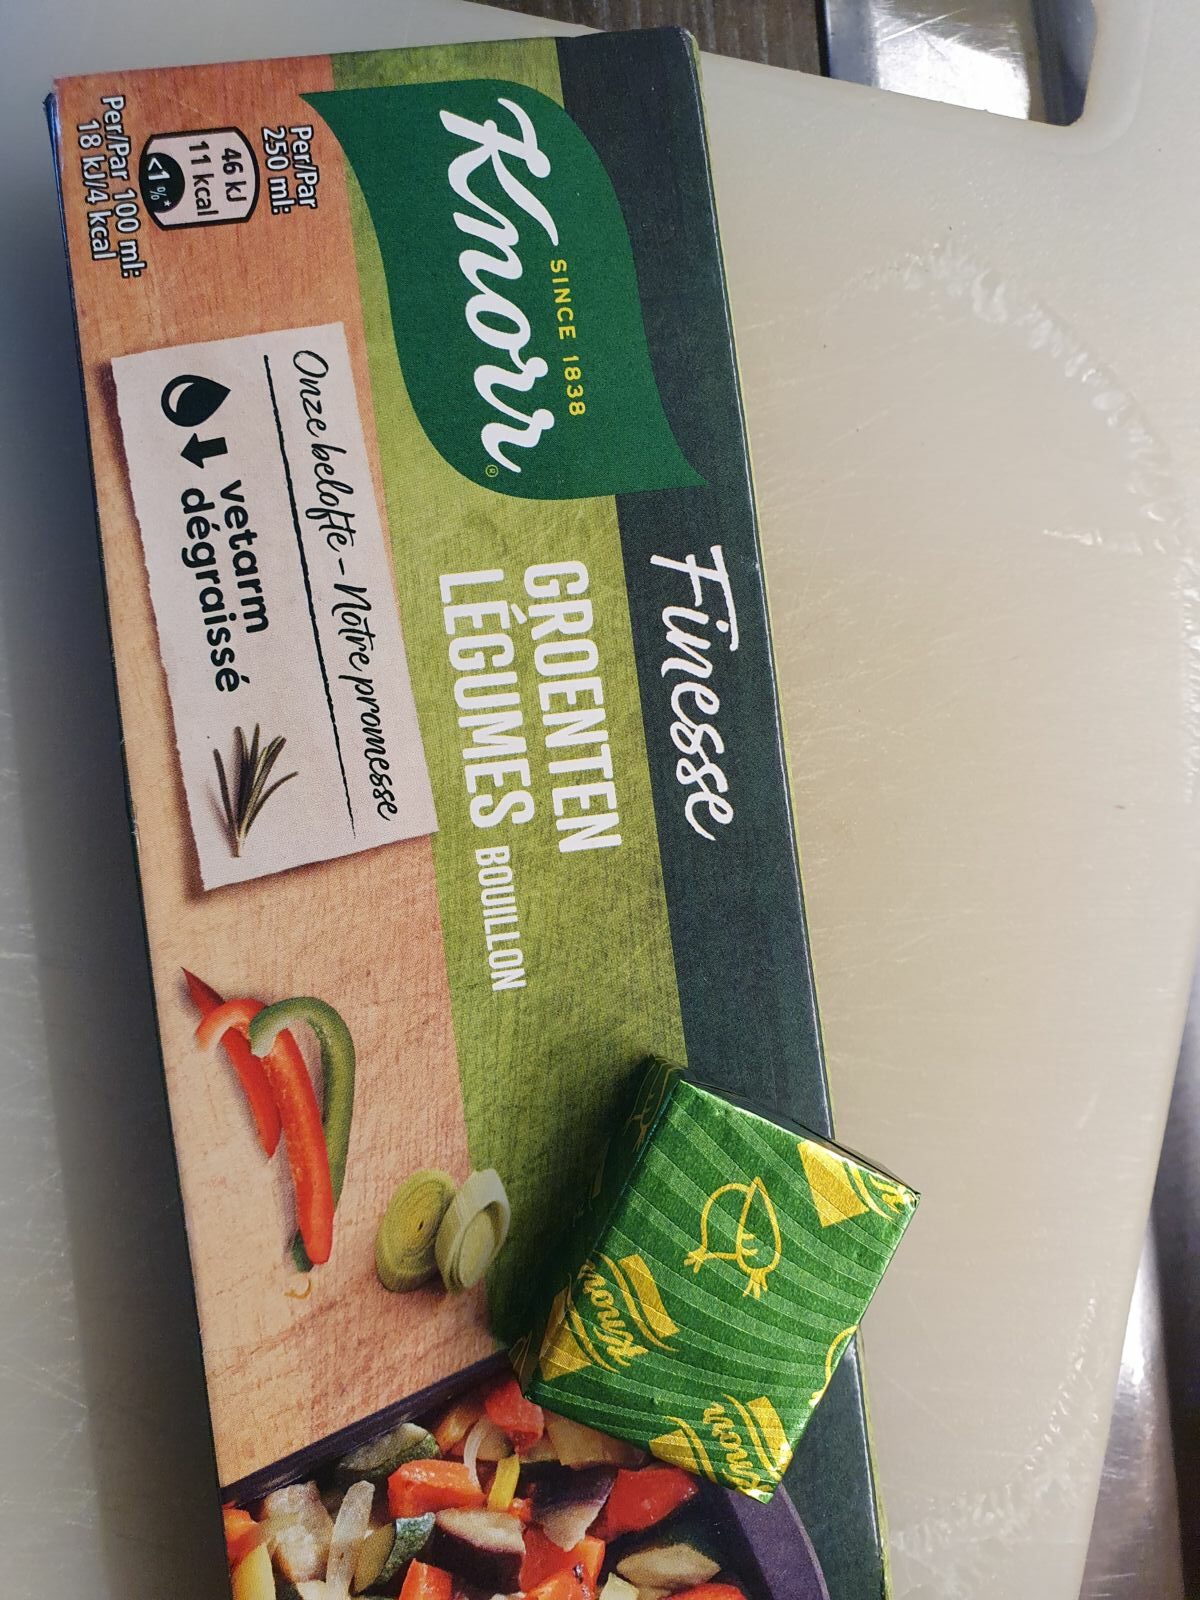 Knorr®
SINCE 1838
Finesse
GROENTEN
LÉGUMES BOUILLON
Onze belofte - Notre promesse
vetarm
dégraissé
Per/Par
250 ml:
46 kJ
11 kcal
<1%*
Per/Par 100 ml:
18 kJ/4 kcal
Knorr
Knorr